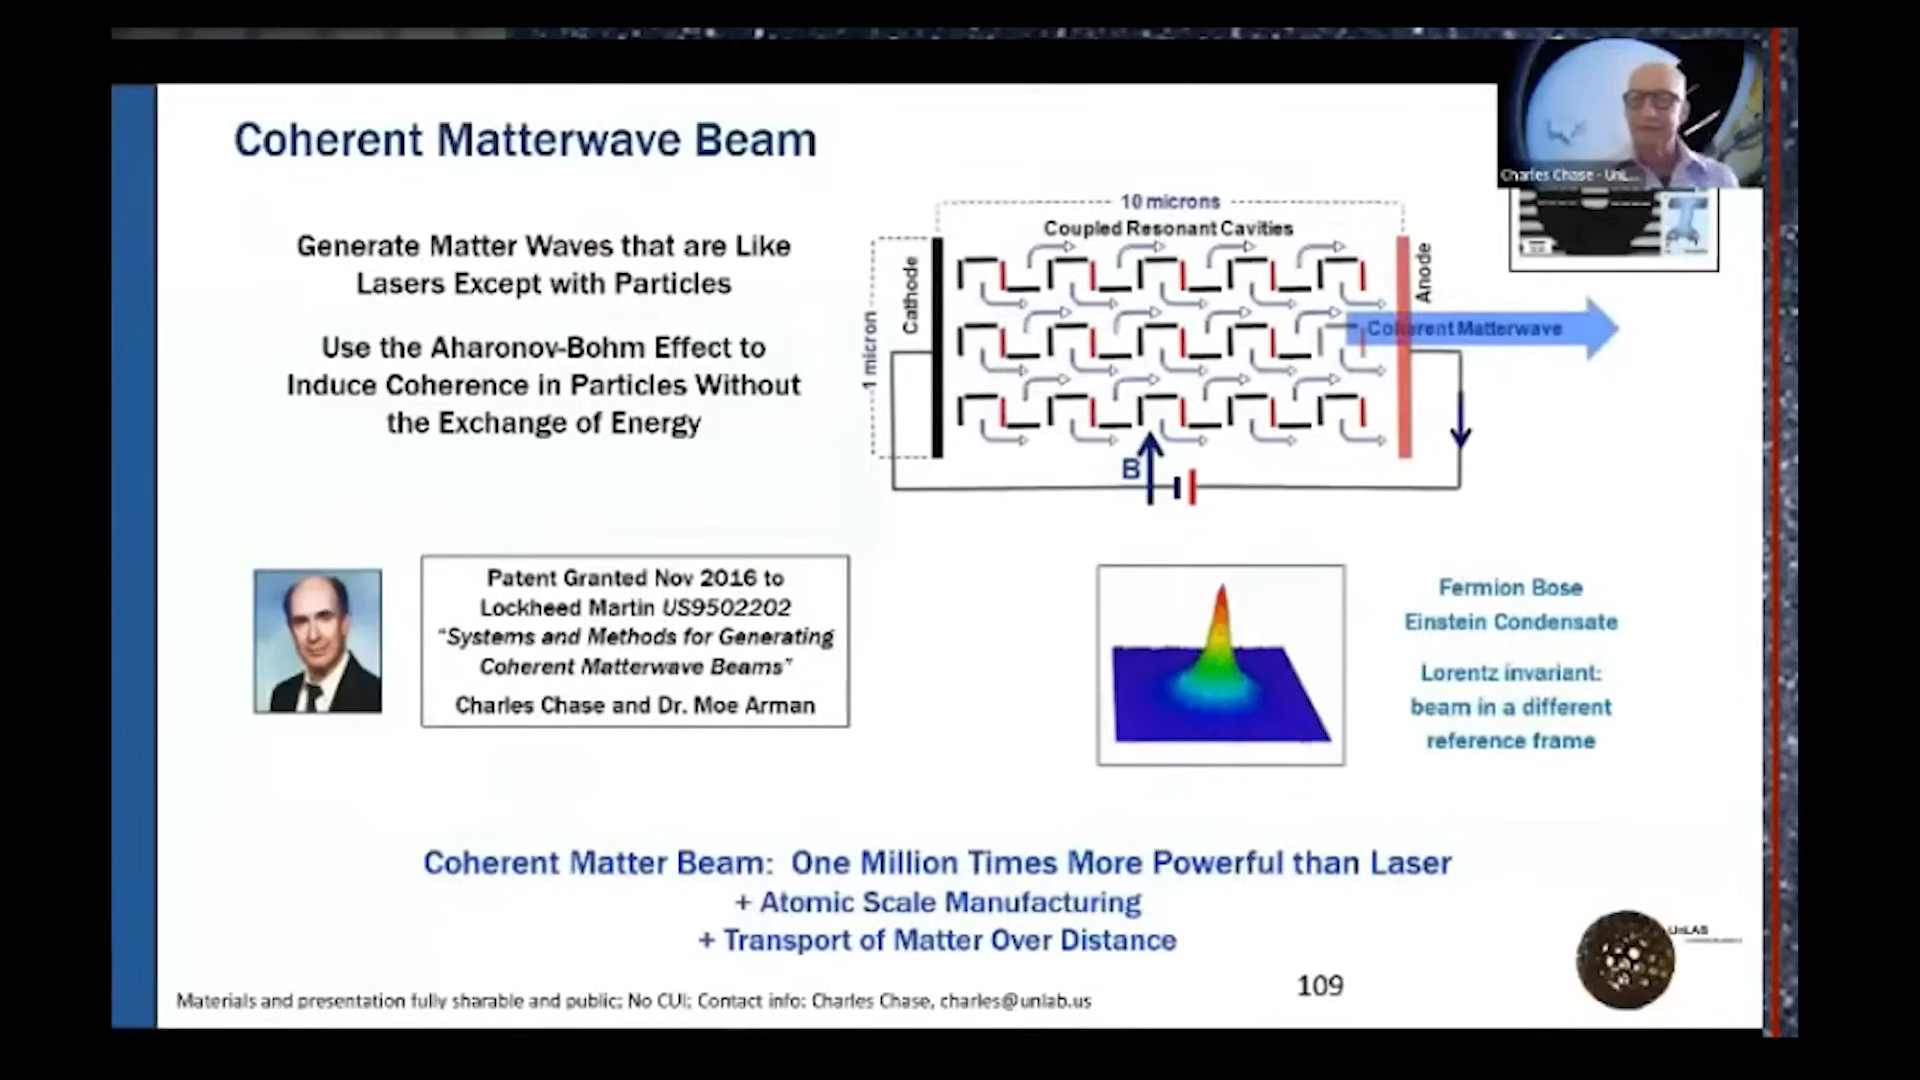 Coherent Matterwave Beam
Charles Chase - UnL...
Generate Matter Waves that are Like
Lasers Except with Particles
Use the Aharonov-Bohm Effect to
Induce Coherence in Particles Without
the Exchange of Energy
10 microns
Coupled Resonant Cavities
Cathode
1 micron
Anode
Coherent Matterwave
B
Patent Granted Nov 2016 to
Lockheed Martin US9502202
"Systems and Methods for Generating
Coherent Matterwave Beams"
Charles Chase and Dr. Moe Arman
Fermion Bose
Einstein Condensate
Lorentz invariant:
beam in a different
reference frame
Coherent Matter Beam: One Million Times More Powerful than Laser
+ Atomic Scale Manufacturing
+ Transport of Matter Over Distance
UnLAB
109
Materials and presentation fully sharable and public; No CUI; Contact info: Charles Chase, charles@unlab.us